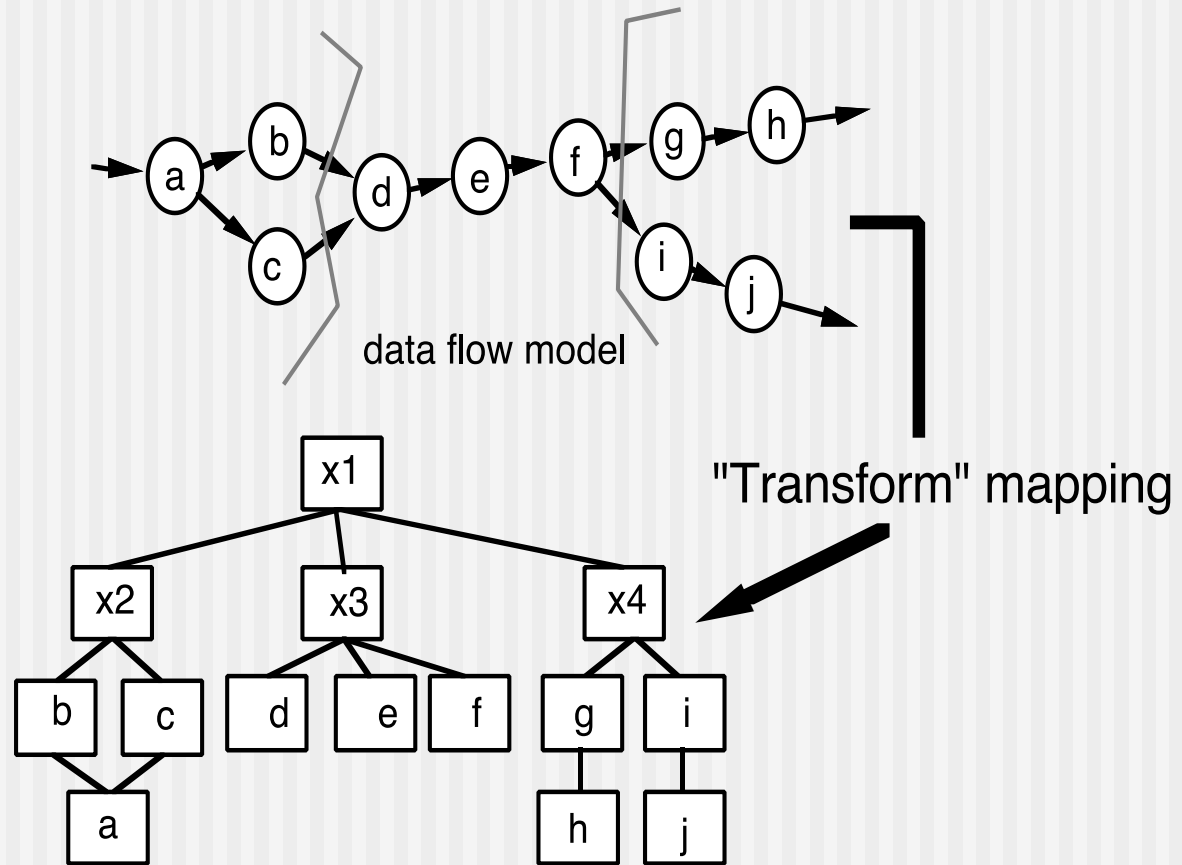 a b c d e f g h i j
data flow model
"Transform" mapping
x1
x2 x3 x4
b c d e f g i
a h j